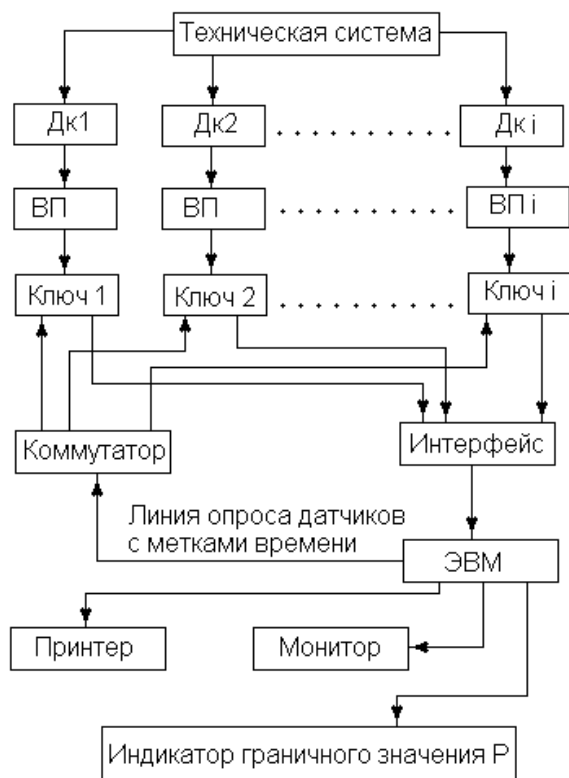 Техническая система
Дк1
Дк2
Дк i
ВП
ВП
ВП i
Ключ 1
Ключ 2
Ключ i
Коммутатор
Интерфейс
Линия опроса датчиков
с метками времени
ЭВМ
Принтер
Монитор
Индикатор граничного значения Р